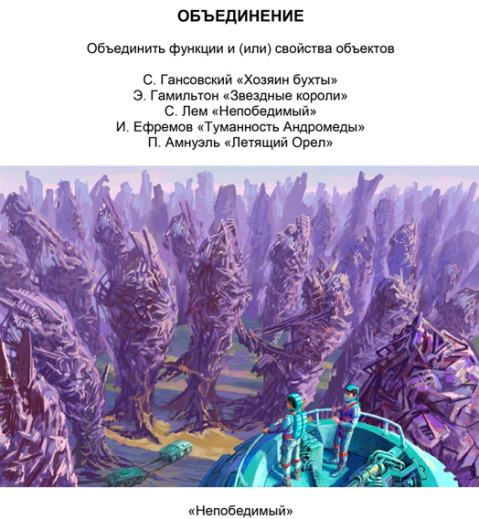 ОБЪЕДИНЕНИЕ
Объединить функции и (или) свойства объектов
С. Гансовский «Хозяин бухты»
Э. Гамильтон «Звездные короли»
С. Лем «Непобедимый»
И. Ефремов «Туманность Андромеды»
П. Амнуэль «Летящий Орел»
«Непобедимый»